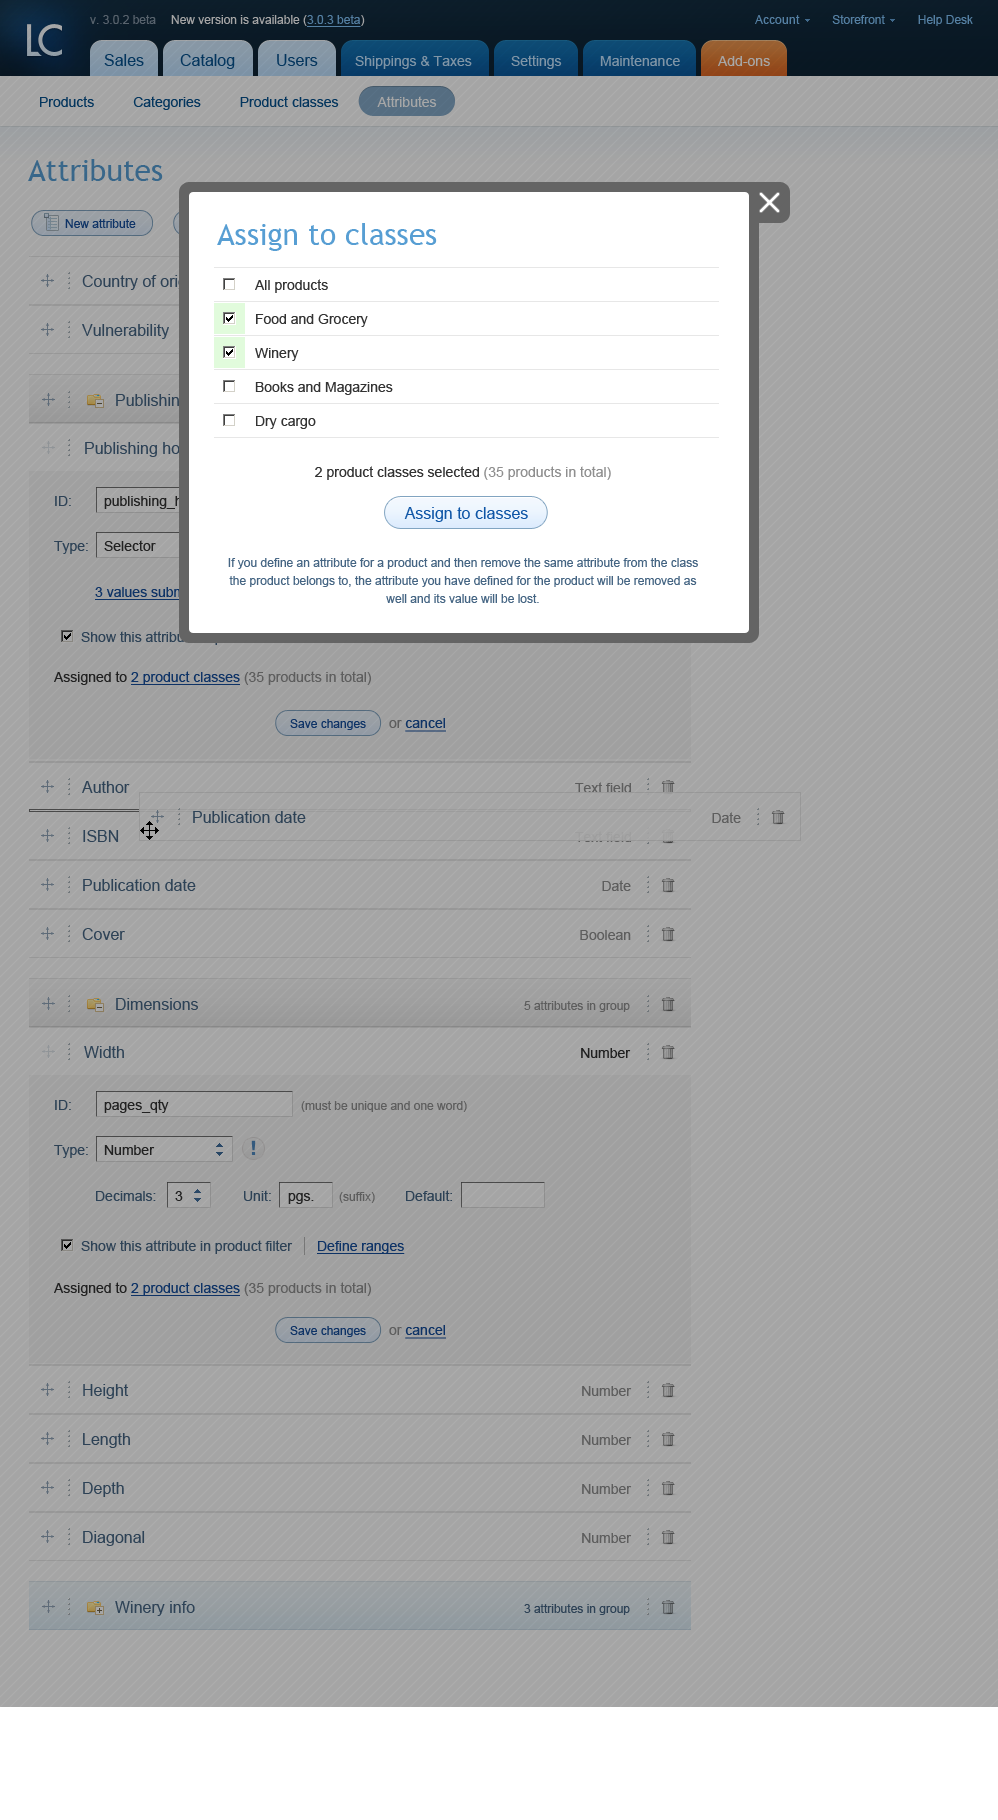 LC
v. 3.0.2 beta
New version is available (3.0.3 beta)
Account
Storefront
Help Desk
Sales
Catalog
Users
Shippings & Taxes
Settings
Maintenance
Add-ons
Products
Categories
Product classes
Attributes
Attributes
New attribute
Assign to classes
All products
Food and Grocery
Winery
Books and Magazines
Dry cargo
2 product classes selected (35 products in total)
Assign to classes
If you define an attribute for a product and then remove the same attribute from the class
the product belongs to, the attribute you have defined for the product will be removed as
well and its value will be lost.
Country of
Vulnerability
Publishing ho
ID:
publishing_h
Type:
Selector
3 values
Show this
Assigned to 2 product classes (35 products in total)
Save changes
or cancel
Author
Text field
Publication date
Date
ISBN
Text field
Publication date
Date
Cover
Boolean
Dimensions
5 attributes in group
Width
Number
ID:
pages_qty
(must be unique and one word)
Type:
Number
!
Decimals:
3
Unit:
pgs.
(suffix)
Default:
Show this attribute in product filter
Define ranges
Assigned to 2 product classes (35 products in total)
Save changes
or cancel
Height
Number
Length
Number
Depth
Number
Diagonal
Number
Winery info
3 attributes in group